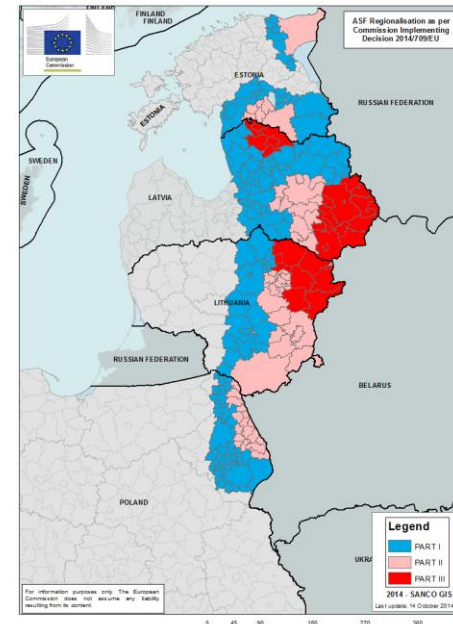 FINLAND
FINLAND
European
Commission
ASF Regionalisation as per
Commission Implementing
Decision 2014/709/EU
ESTONIA
RUSSIAN FEDERATION
ESTONIA
SWEDEN
SWEDEN
LATVIA
LITHUANIA
RUSSIAN FEDERATION
BELARUS
POLAND
Legend
PART I
PART II
PART III
UKRA
2014 - SANCO GIS
Last update: 14 October 2014
For information purposes only. The European
Commission does not assume any liability
resulting from its content.
0 45 90 180 270 360